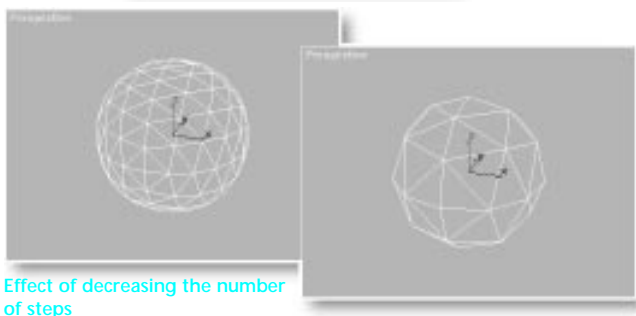 Perspective
Perspective
Effect of decreasing the number
of steps